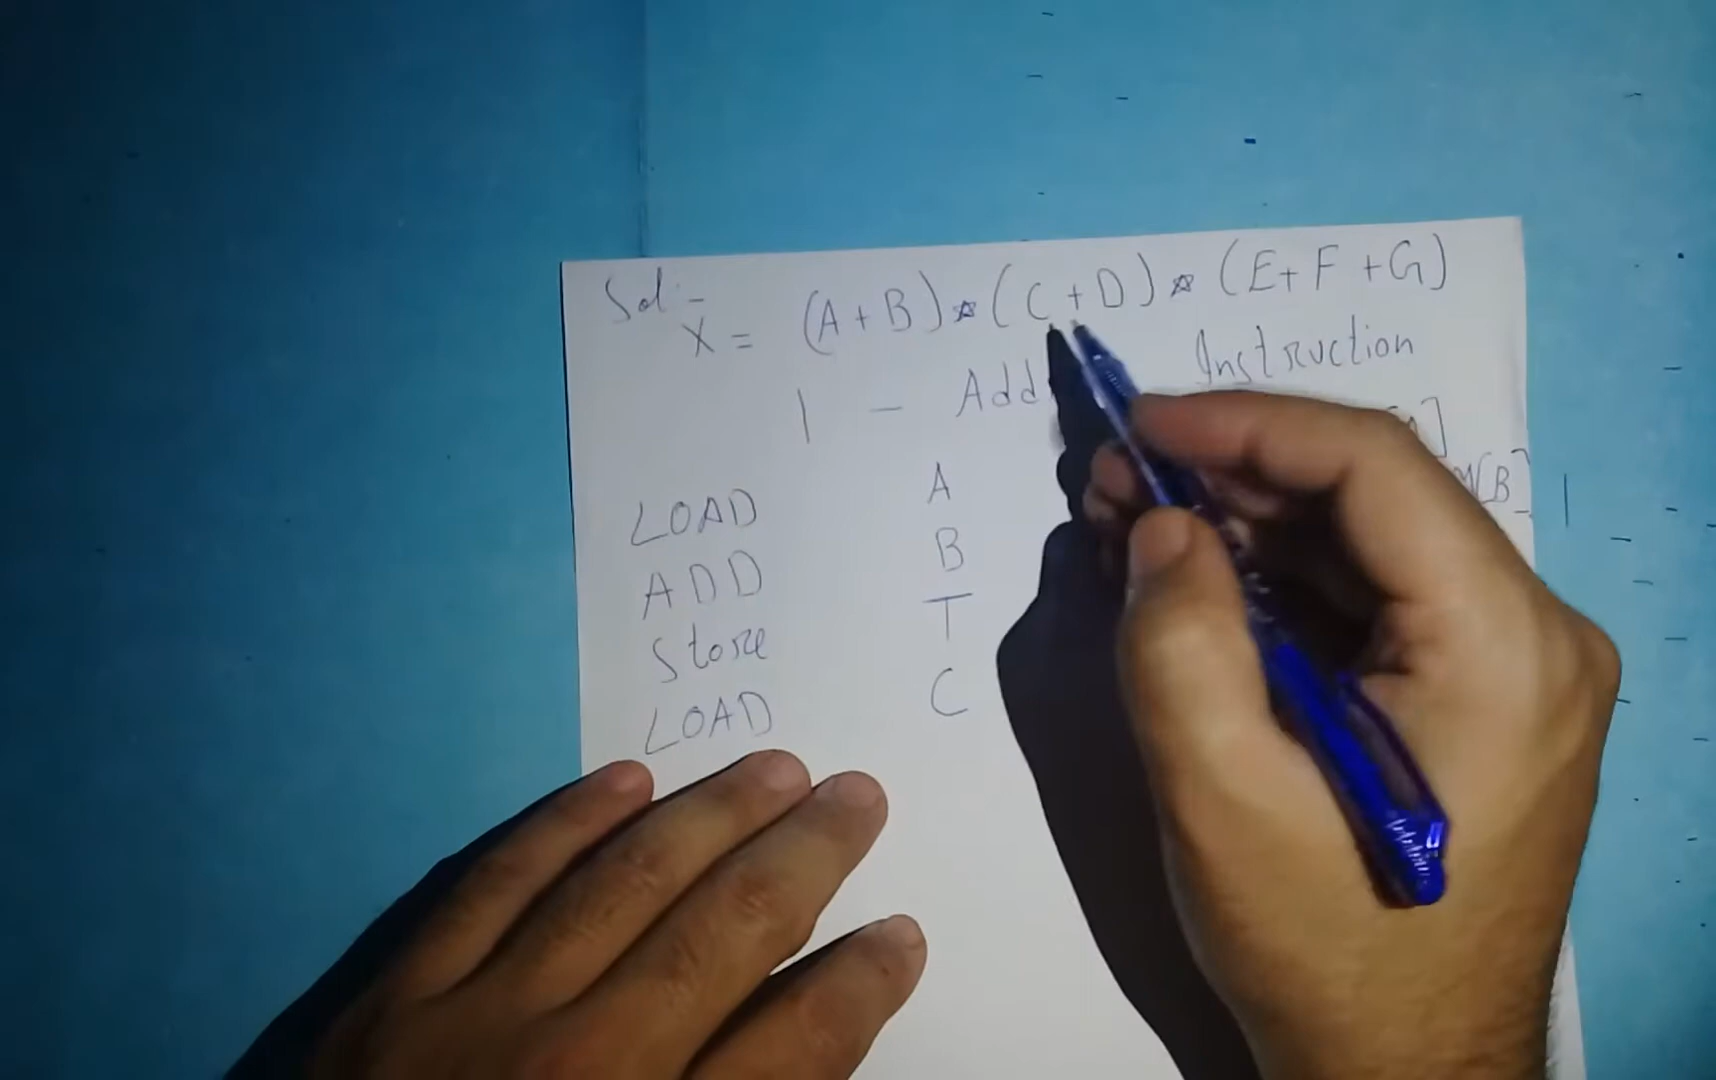 Sol:-
X = (A+B) * (C+D) * (E+F+G)
1 - Add Instruction
LOAD A
ADD B M[B]
Store T
LOAD C